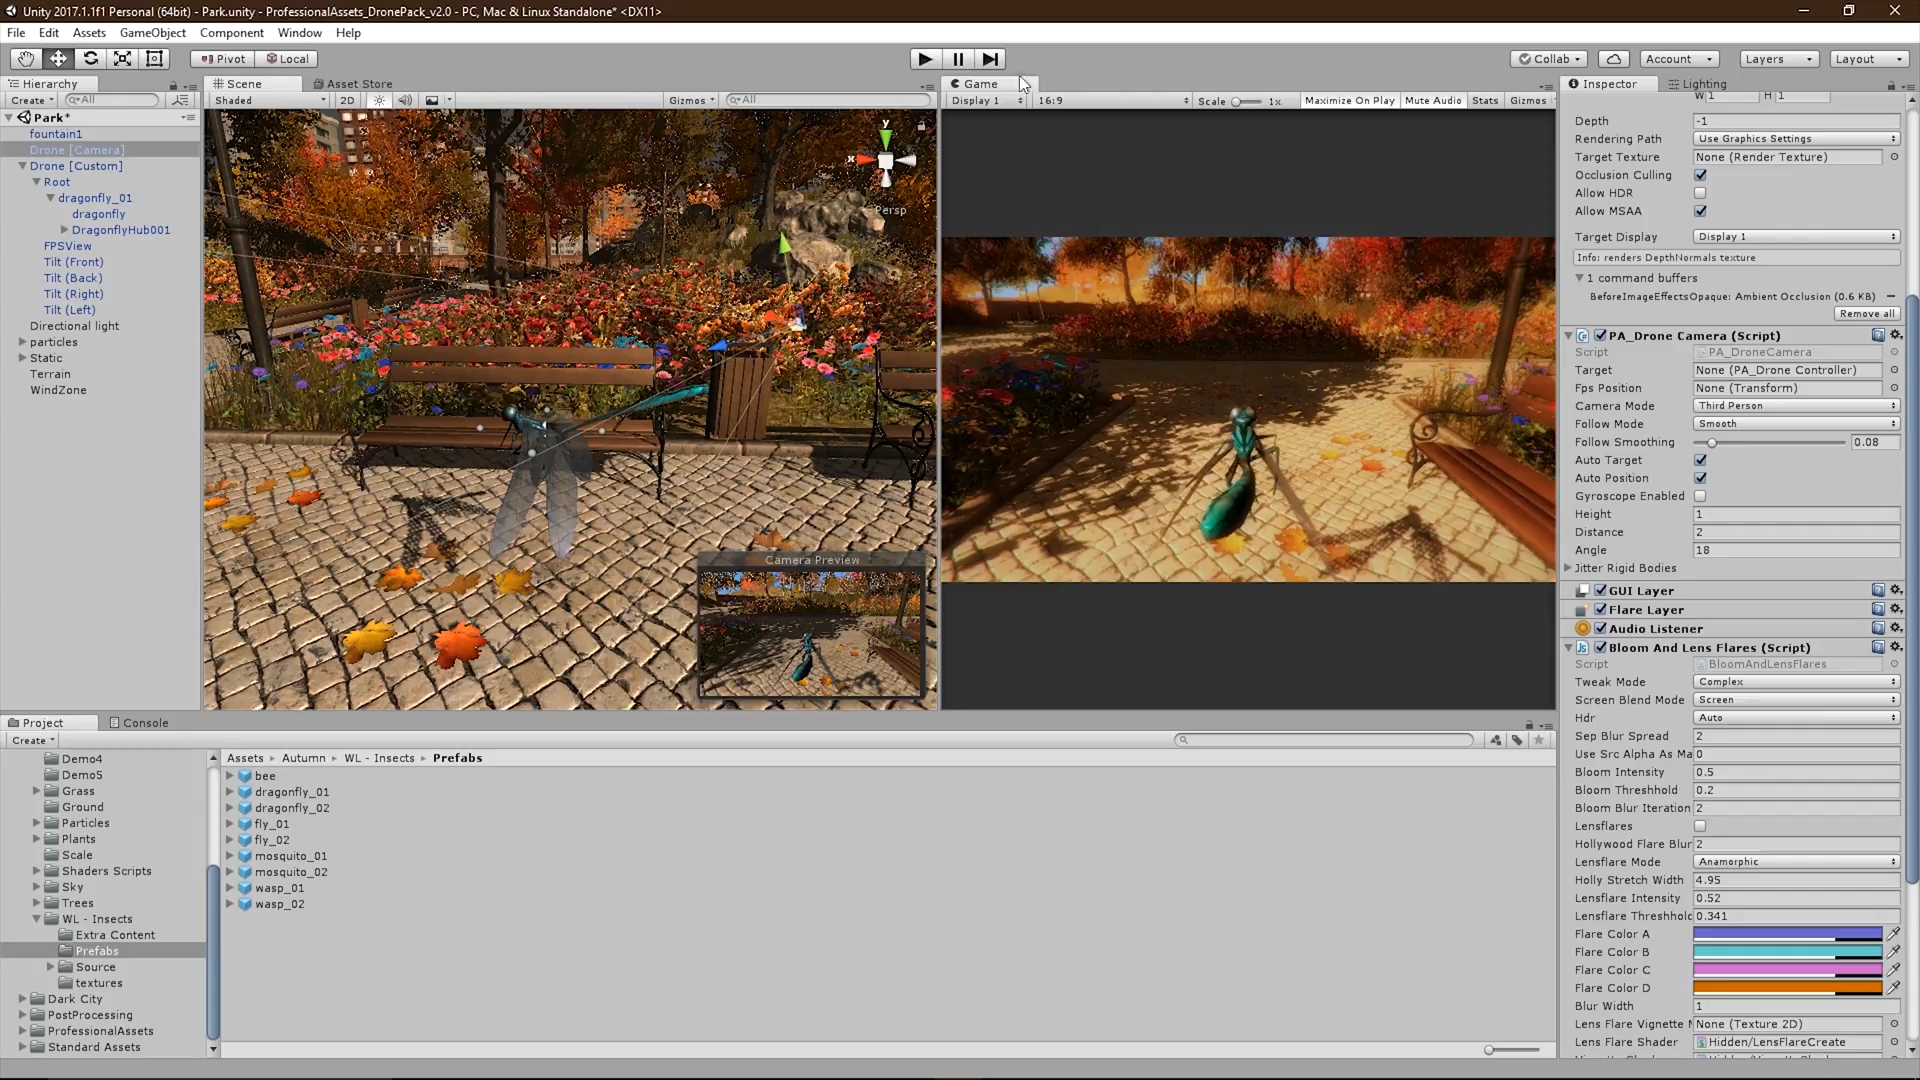 Unity 2017.1.1f1 Personal (64bit) - Park.unity - ProfessionalAssets_DronePack_v2.0 - PC, Mac & Linux Standalone* <DX11>
File Edit Assets GameObject Component Window Help
Pivot Local Collab Account Layers Layout
Hierarchy
Create All
Park*
fountain1
Drone [Camera]
Drone [Custom]
Root
dragonfly_01
dragonfly
DragonflyHub001
FPSView
Tilt (Front)
Tilt (Back)
Tilt (Right)
Tilt (Left)
Directional light
particles
Static
Terrain
WindZone
Scene Asset Store
Shaded 2D Gizmos All
y
x
Persp
Camera Preview
Game
Display 1 16:9 Scale 1x Maximize On Play Mute Audio Stats Gizmos
Inspector Lighting
W 1 H 1
Depth -1
Rendering Path Use Graphics Settings
Target Texture None (Render Texture)
Occlusion Culling
Allow HDR
Allow MSAA
Target Display Display 1
Info: renders DepthNormals texture
1 command buffers
BeforeImageEffectsOpaque: Ambient Occlusion (0.6 KB)
Remove all
PA_Drone Camera (Script)
Script PA_DroneCamera
Target None (PA_Drone Controller)
Fps Position None (Transform)
Camera Mode Third Person
Follow Mode Smooth
Follow Smoothing 0.08
Auto Target
Auto Position
Gyroscope Enabled
Height 1
Distance 2
Angle 18
Jitter Rigid Bodies
GUI Layer
Flare Layer
Audio Listener
Bloom And Lens Flares (Script)
Script BloomAndLensFlares
Tweak Mode Complex
Screen Blend Mode Screen
Hdr Auto
Sep Blur Spread 2
Use Src Alpha As Ma 0
Bloom Intensity 0.5
Bloom Threshhold 0.2
Bloom Blur Iteration 2
Lensflares
Hollywood Flare Blur 2
Lensflare Mode Anamorphic
Holly Stretch Width 4.95
Lensflare Intensity 0.52
Lensflare Threshhold 0.341
Flare Color A
Flare Color B
Flare Color C
Flare Color D
Blur Width 1
Lens Flare Vignette None (Texture 2D)
Lens Flare Shader Hidden/LensFlareCreate
Project Console
Create
Demo4
Demo5
Grass
Ground
Particles
Plants
Scale
Shaders Scripts
Sky
Trees
WL - Insects
Extra Content
Prefabs
Source
textures
Dark City
PostProcessing
ProfessionalAssets
Standard Assets
Assets Autumn WL - Insects Prefabs
bee
dragonfly_01
dragonfly_02
fly_01
fly_02
mosquito_01
mosquito_02
wasp_01
wasp_02